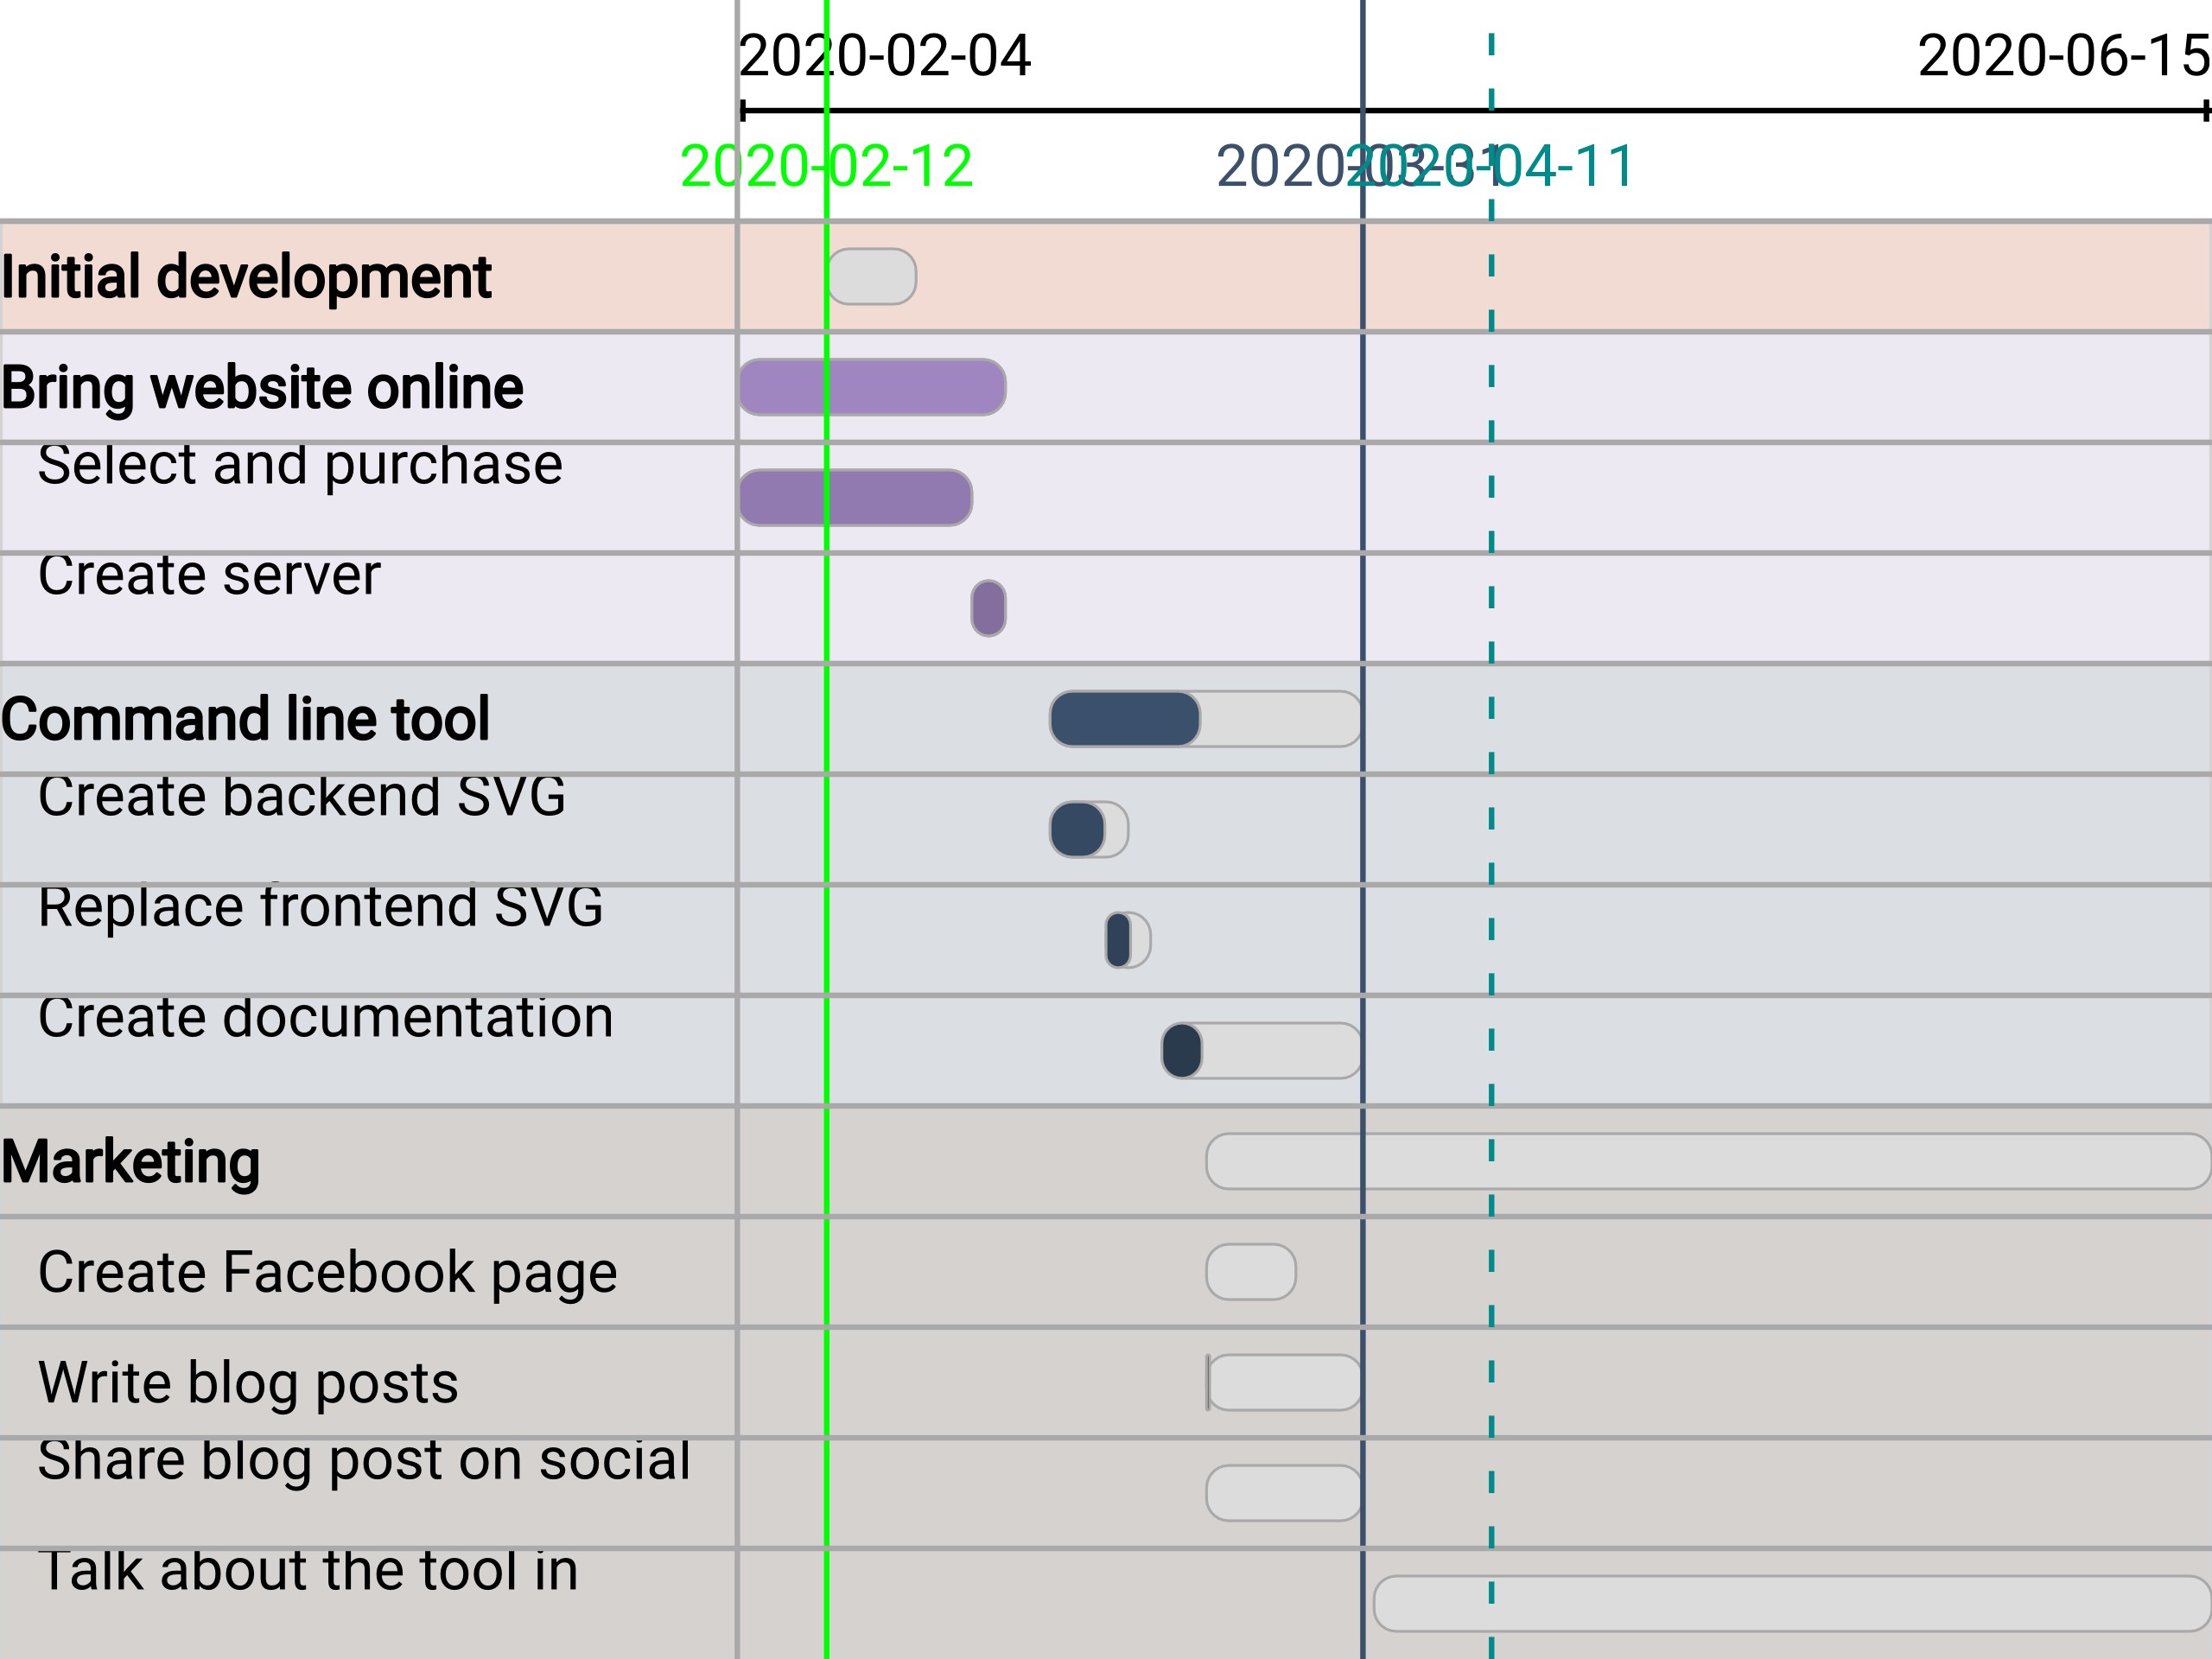 2020-02-04
2020-06-15
2020-02-12
2020-03-31
2020-04-11
Initial development
Bring website online
Select and purchase
Create server
Command line tool
Create backend SVG
Replace frontend SVG
Create documentation
Marketing
Create Facebook page
Write blog posts
Share blog post on social
Talk about the tool in